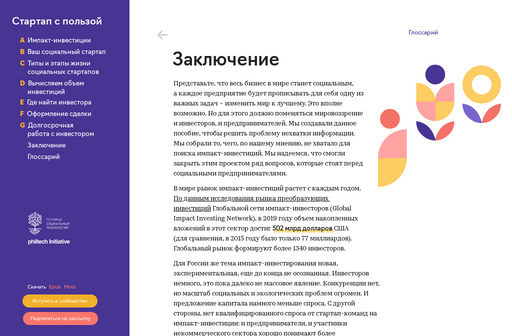 Стартап с пользой
A Импакт-инвестиции
B Ваш социальный стартап
C Типы и этапы жизни
социальных стартапов
D Вычисляем объем
инвестиций
E Где найти инвестора
F Оформление сделки
G Долгосрочная
работа с инвестором
Заключение
Глоссарий
philtech Initiative
Скачать Epub Mobi
Вступить в сообщество
Подписаться на рассылку
Глоссарий
Заключение
Представьте, что весь бизнес в мире станет социальным,
а каждое предприятие будет прописывать для себя одну из
важных задач – изменить мир к лучшему. Это вполне
возможно. Но для этого должно поменяться мировоззрение
и инвесторов, и предпринимателей. Мы создавали данное
пособие, чтобы решить проблему нехватки информации.
Мы собрали то, чего, по нашему мнению, не хватало для
поиска импакт-инвестиций. Мы надеемся, что смогли
закрыть этим проектом ряд вопросов, которые стоят перед
социальными предпринимателями.
В мире рынок импакт-инвестиций растет с каждым годом.
По данным исследования рынка преобразующих
инвестиций Глобальной сети импакт-инвесторов (Global
Impact Investing Network), в 2019 году объем накопленных
вложений в этот сектор достиг 502 млрд долларов США
(для сравнения, в 2015 году было только 77 миллиардов).
Глобальный рынок формируют более 1340 инвесторов.
Для России же тема импакт-инвестирования новая,
экспериментальная, еще до конца не осознанная. Инвесторов
немного, это пока далеко не массовое явление. Конкуренции нет,
но масштаб социальных и экологических проблем огромен. И
предложение капитала намного меньше спроса. С другой
стороны, нет квалифицированного спроса от стартап-команд на
импакт-инвестиции: и предприниматели, и участники
некоммерческого сектора хорошо понимают более